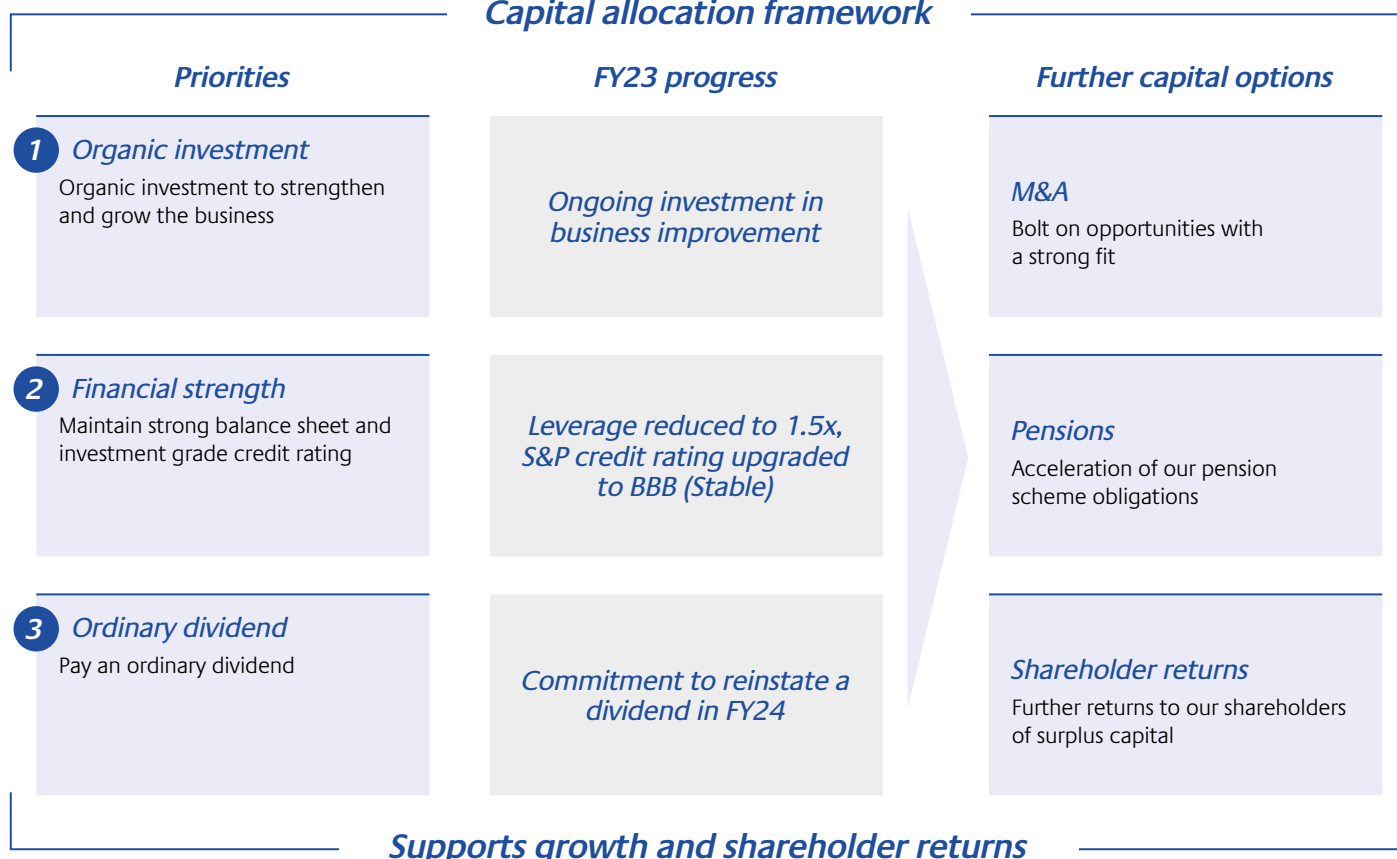 Capital allocation framework
Priorities
FY23 progress
Further capital options
1
Organic investment
Organic investment to strengthen
and grow the business
Ongoing investment in
business improvement
M&A
Bolt on opportunities with
a strong fit
2
Financial strength
Maintain strong balance sheet and
investment grade credit rating
Leverage reduced to 1.5x,
S&P credit rating upgraded
to BBB (Stable)
Pensions
Acceleration of our pension
scheme obligations
3
Ordinary dividend
Pay an ordinary dividend
Commitment to reinstate a
dividend in FY24
Shareholder returns
Further returns to our shareholders
of surplus capital
Supports growth and shareholder returns